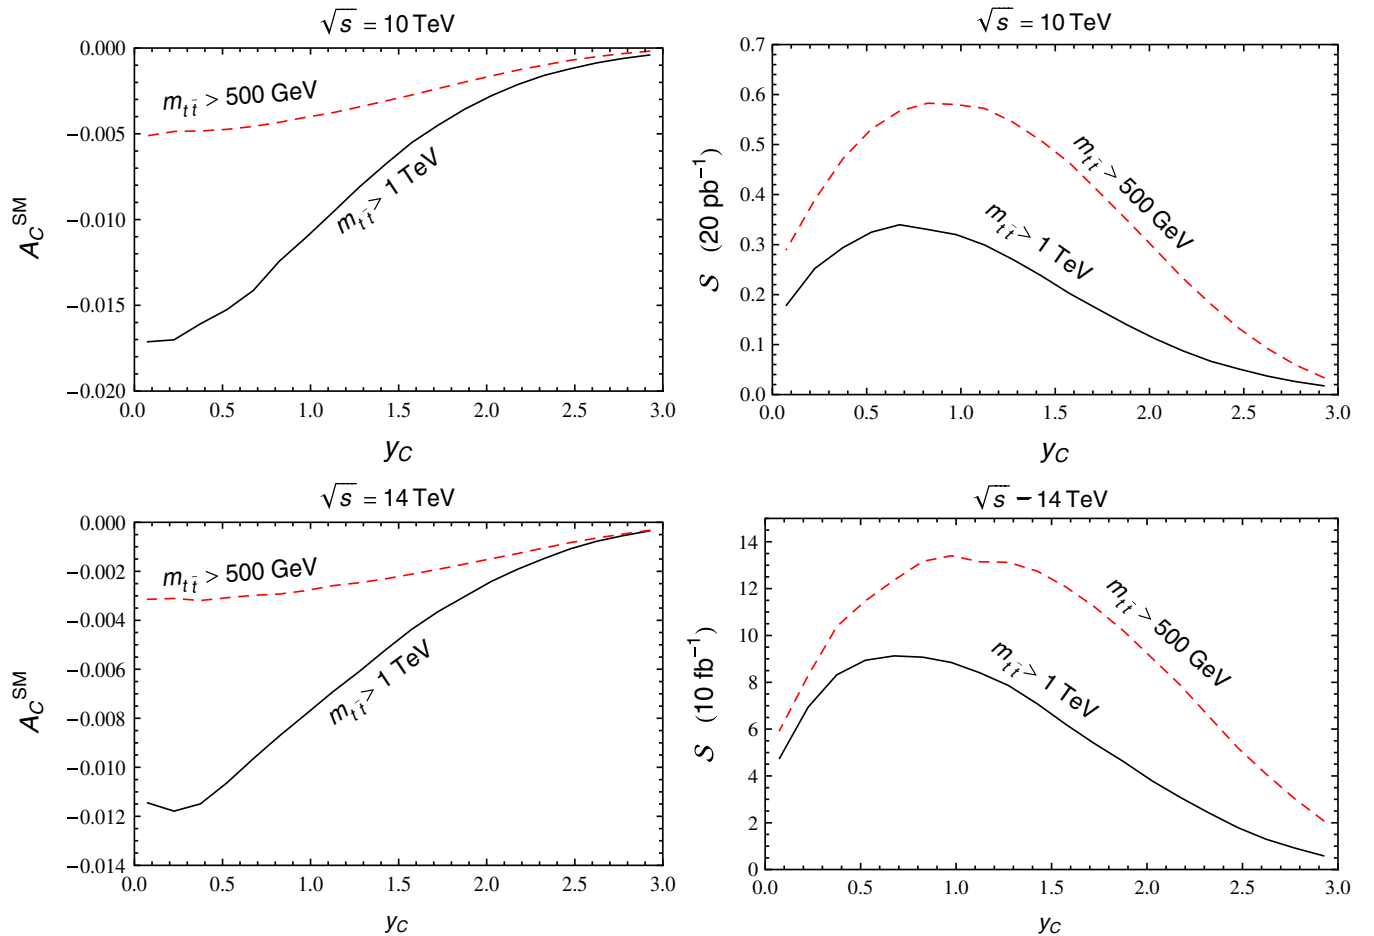 √s = 10 TeV
0.000
−0.005
−0.010
−0.015
−0.020
A_C^SM
m_{t t̄} > 500 GeV
m_{t t̄} > 1 TeV
0.0 0.5 1.0 1.5 2.0 2.5 3.0
y_C
√s = 10 TeV
0.7
0.6
0.5
0.4
0.3
0.2
0.1
0.0
S (20 pb⁻¹)
m_{t t̄} > 500 GeV
m_{t t̄} > 1 TeV
0.0 0.5 1.0 1.5 2.0 2.5 3.0
y_C
√s = 14 TeV
0.000
−0.002
−0.004
−0.006
−0.008
−0.010
−0.012
−0.014
A_C^SM
m_{t t̄} > 500 GeV
m_{t t̄} > 1 TeV
0.0 0.5 1.0 1.5 2.0 2.5 3.0
y_C
√s − 14 TeV
14
12
10
8
6
4
2
0
S (10 fb⁻¹)
m_{t t̄} > 500 GeV
m_{t t̄} > 1 TeV
0.0 0.5 1.0 1.5 2.0 2.5 3.0
y_C